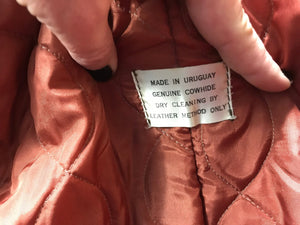 MADE IN URUGUAY
GENUINE COWHIDE
DRY CLEANING BY
LEATHER METHOD ONLY